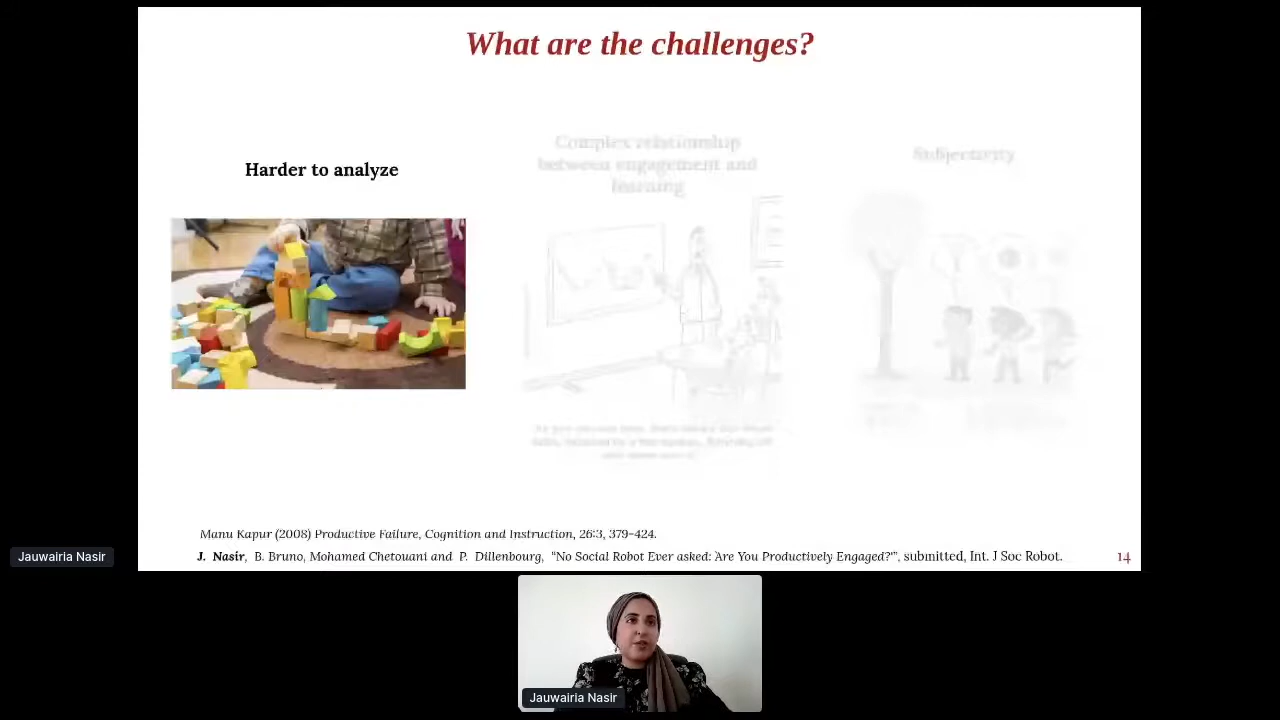 What are the challenges?
Harder to analyze
Complex relationship
between engagement and
learning
Subjectivity
Manu Kapur (2008) Productive Failure, Cognition and Instruction, 26:3, 379–424.
J. Nasir, B. Bruno, Mohamed Chetouani and P. Dillenbourg, “No Social Robot Ever asked: ‘Are You Productively Engaged?’”, submitted, Int. J Soc Robot.
14
Jauwairia Nasir
Jauwairia Nasir